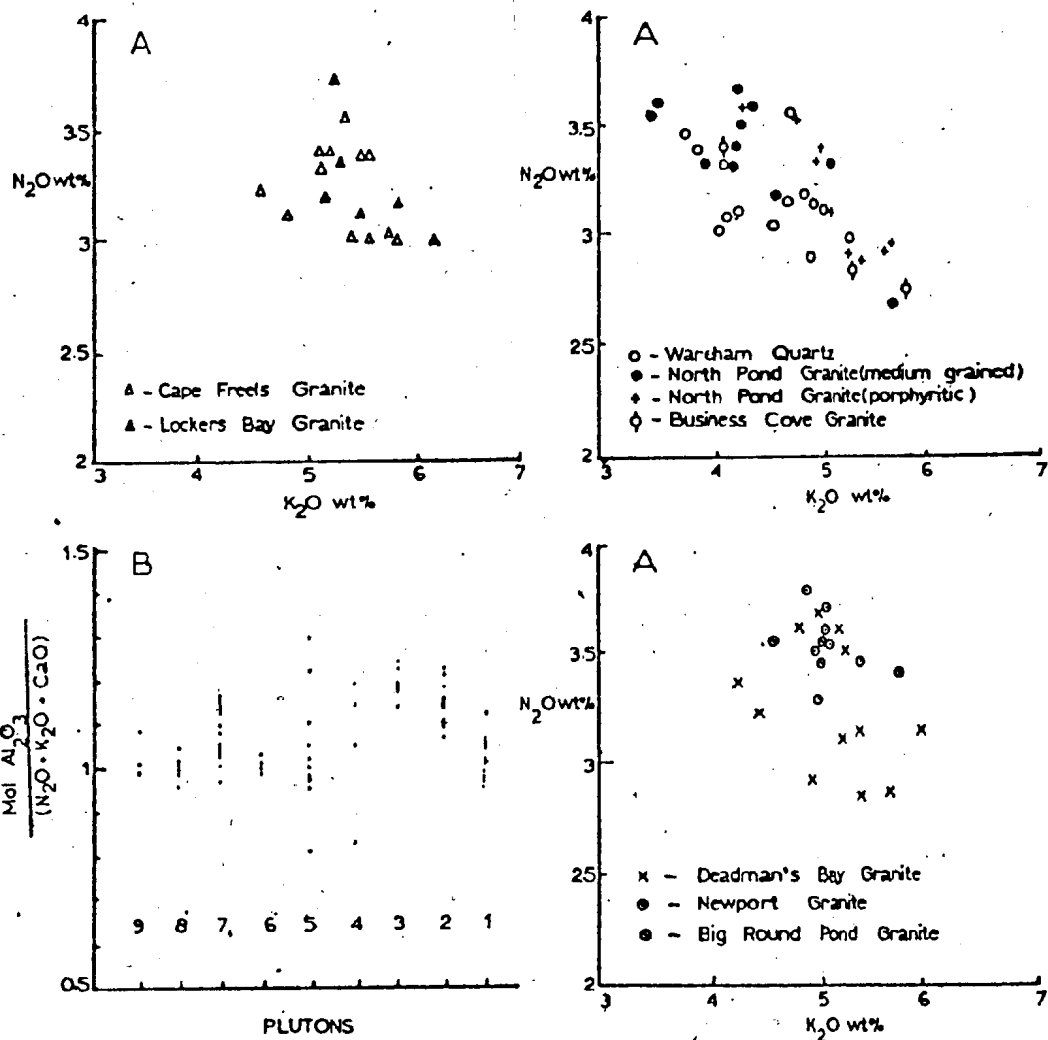 A
4
3.5
N2O wt%
3
2.5
2
3 4 5 6 7
K2O wt%
△ - Cape Freels Granite
▲ - Lockers Bay Granite
A
4
3.5
N2O wt%
3
25
2
3 4 5 6 7
K2O wt%
o - Wareham Quartz
● - North Pond Granite(medium grained)
+ - North Pond Granite(porphyritic)
ϕ - Business Cove Granite
B
1.5
1
0.5
Mol Al2O3
(N2O·K2O·CaO)
9 8 7 6 5 4 3 2 1
PLUTONS
A
4
3.5
N2O wt%
3
25
2
3 4 5 6 7
K2O wt%
x - Deadman's Bay Granite
⊙ - Newport Granite
⊗ - Big Round Pond Granite